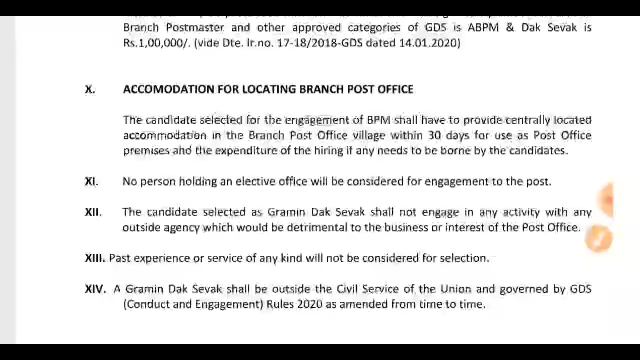 Branch Postmaster and other approved categories of GDS is ABPM & Dak Sevak is
Rs.1,00,000/. (vide Dte. lr.no. 17-18/2018-GDS dated 14.01.2020)
X. ACCOMODATION FOR LOCATING BRANCH POST OFFICE
The candidate selected for the engagement of BPM shall have to provide centrally located
accommodation in the Branch Post Office village within 30 days for use as Post Office
premises and the expenditure of the hiring if any needs to be borne by the candidates.
XI. No person holding an elective office will be considered for engagement to the post.
XII. The candidate selected as Gramin Dak Sevak shall not engage in any activity with any
outside agency which would be detrimental to the business or interest of the Post Office.
XIII. Past experience or service of any kind will not be considered for selection.
XIV. A Gramin Dak Sevak shall be outside the Civil Service of the Union and governed by GDS
(Conduct and Engagement) Rules 2020 as amended from time to time.